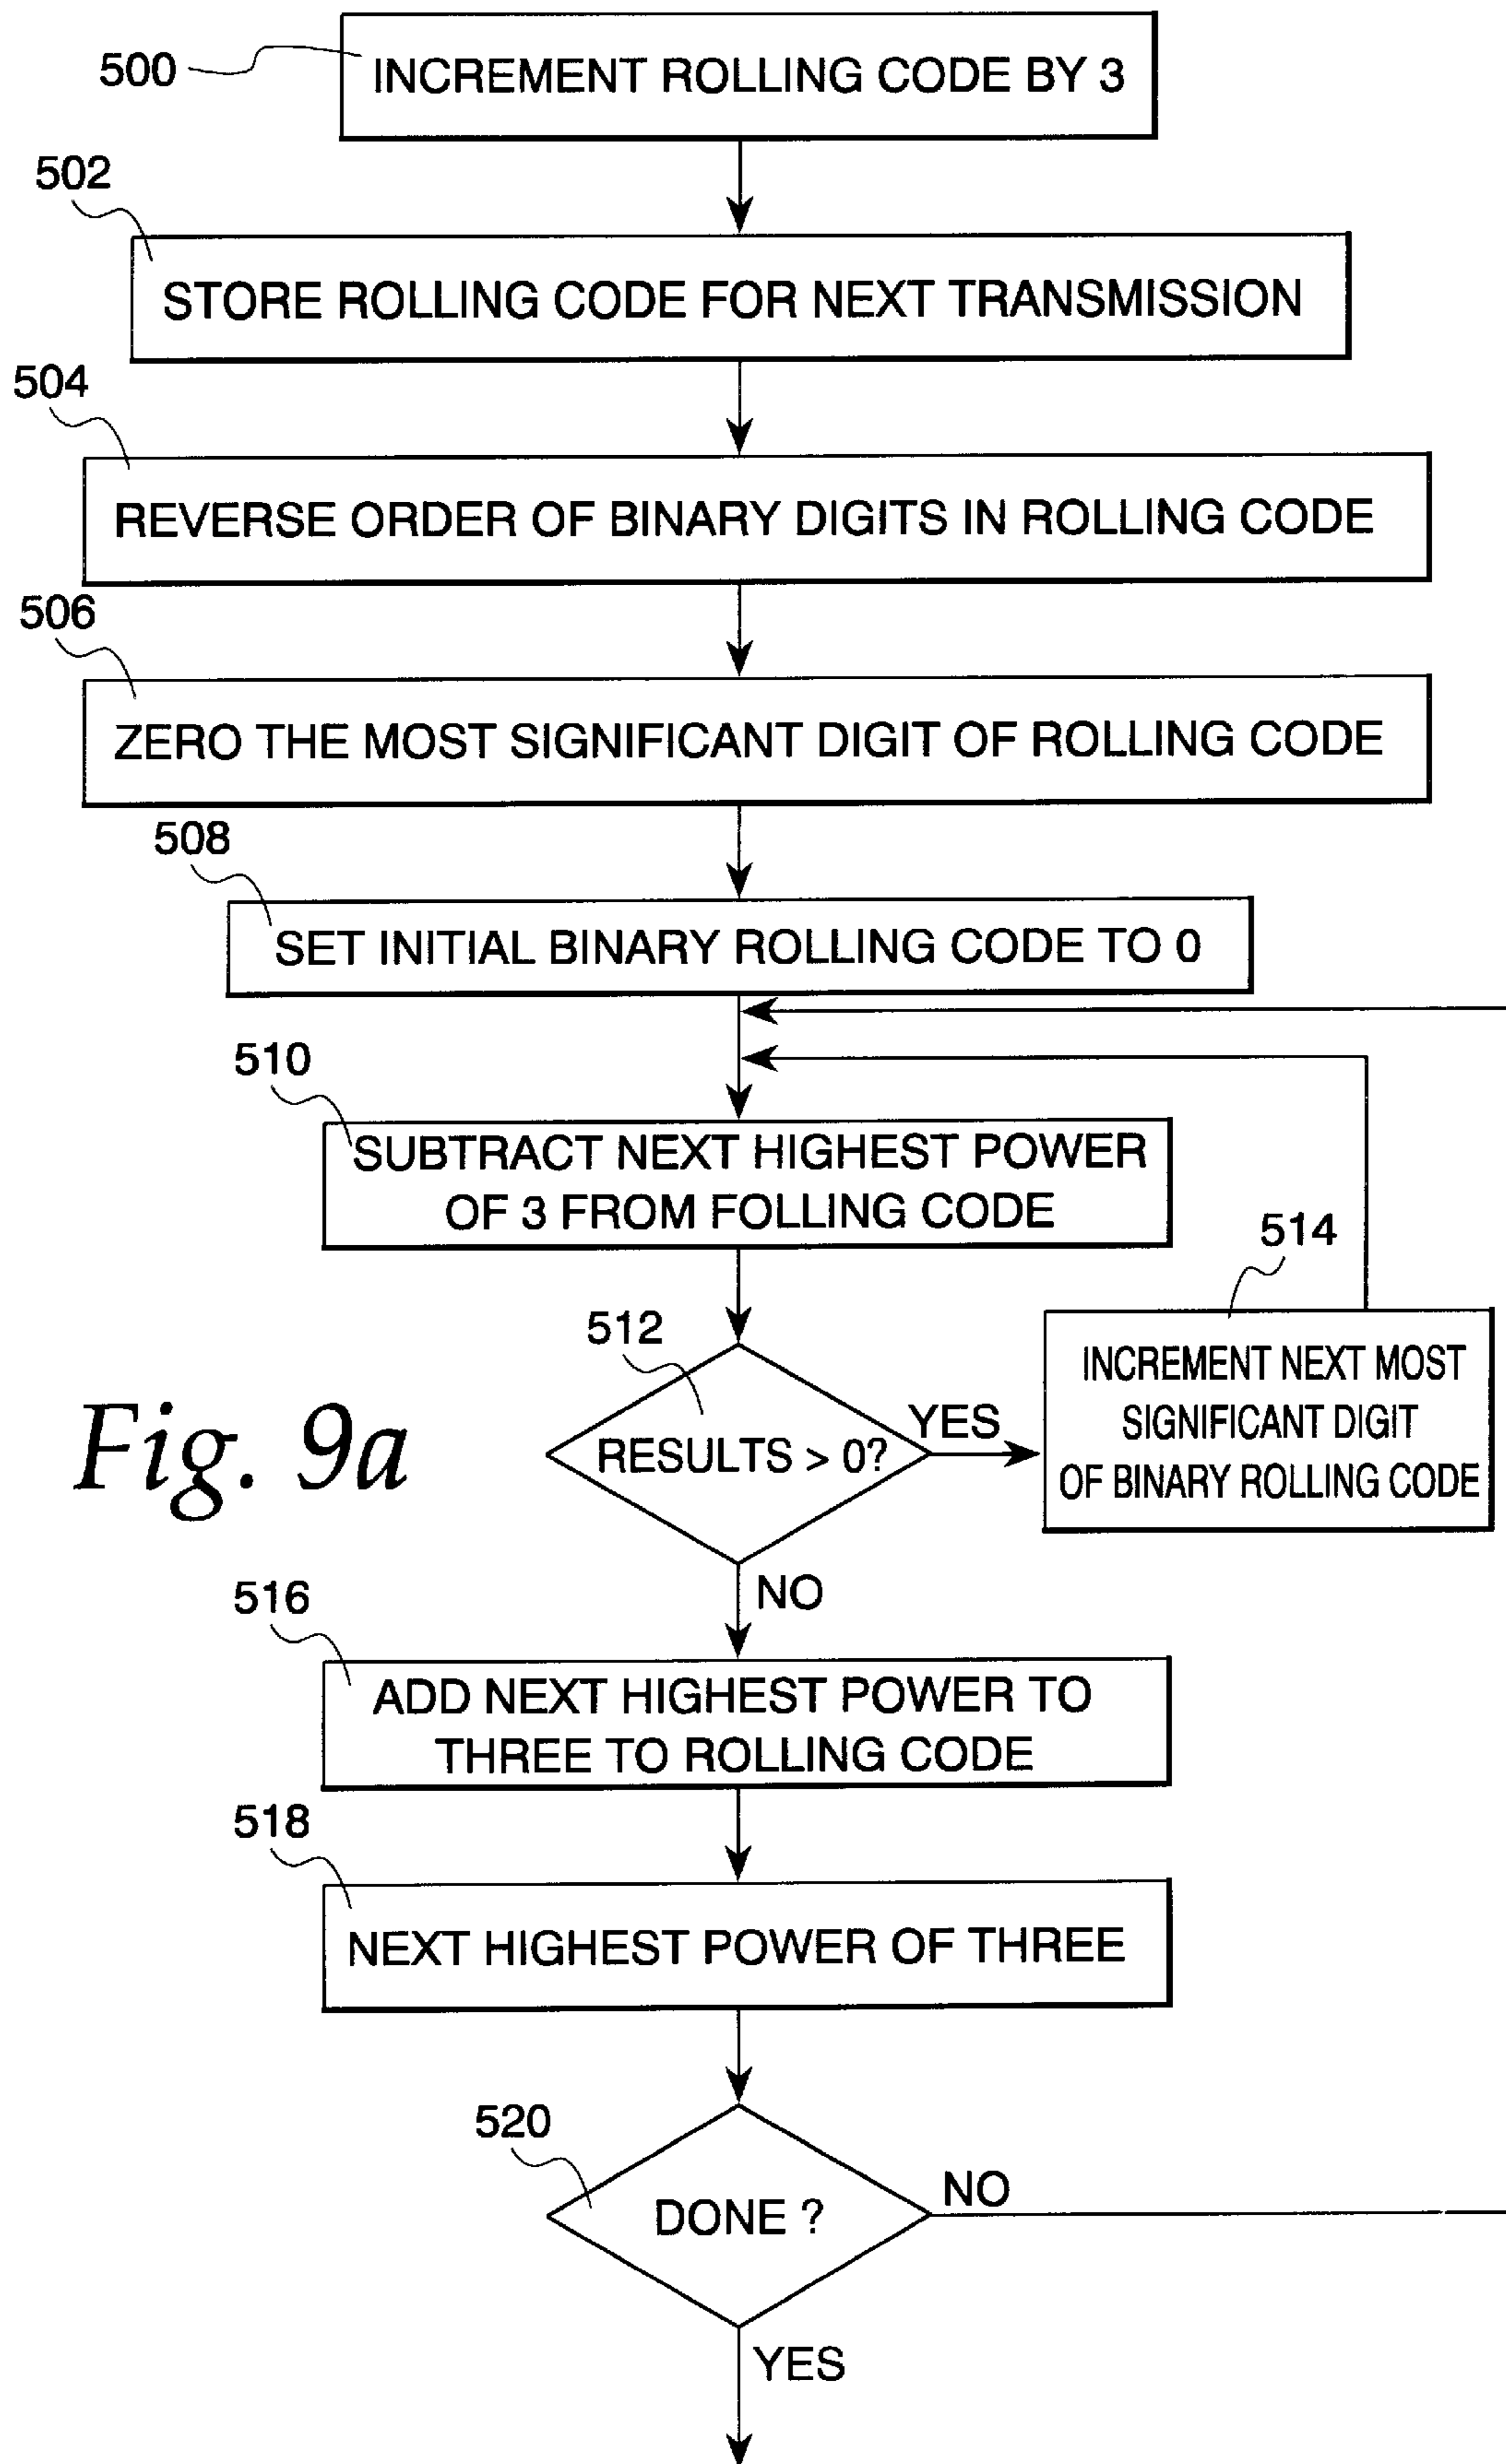 500
INCREMENT ROLLING CODE BY 3
502
STORE ROLLING CODE FOR NEXT TRANSMISSION
504
REVERSE ORDER OF BINARY DIGITS IN ROLLING CODE
506
ZERO THE MOST SIGNIFICANT DIGIT OF ROLLING CODE
508
SET INITIAL BINARY ROLLING CODE TO 0
510
SUBTRACT NEXT HIGHEST POWER
OF 3 FROM FOLLING CODE
512
RESULTS > 0?
YES
514
INCREMENT NEXT MOST
SIGNIFICANT DIGIT
OF BINARY ROLLING CODE
Fig. 9a
NO
516
ADD NEXT HIGHEST POWER TO
THREE TO ROLLING CODE
518
NEXT HIGHEST POWER OF THREE
520
DONE ?
NO
YES